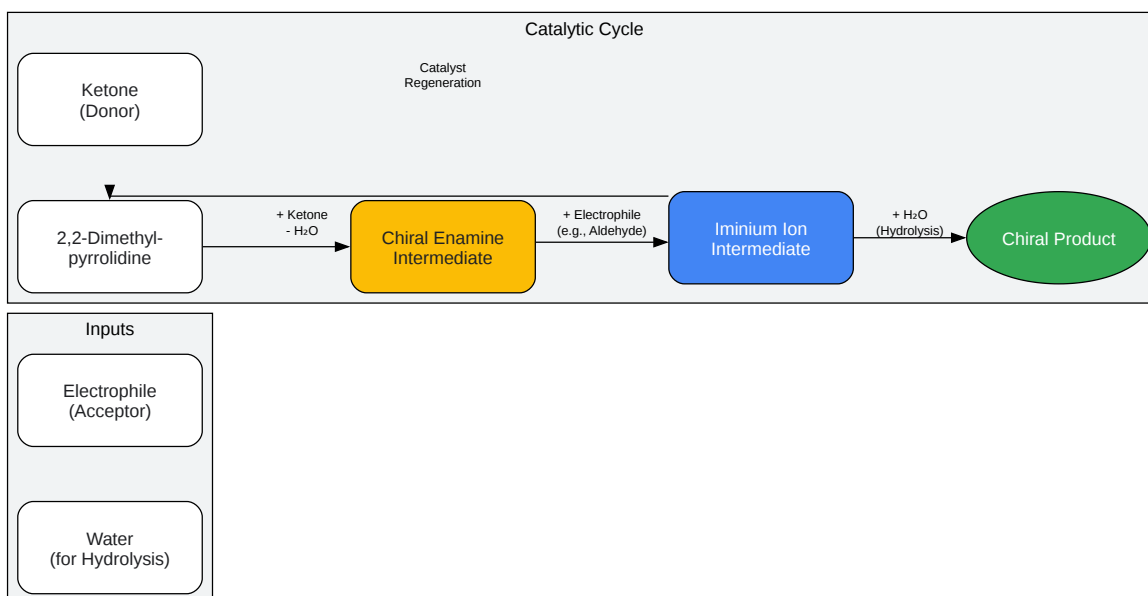 Catalytic Cycle
Ketone
(Donor)
Catalyst
Regeneration
2,2-Dimethyl-
pyrrolidine
+ Ketone
- H₂O
Chiral Enamine
Intermediate
+ Electrophile
(e.g., Aldehyde)
Iminium Ion
Intermediate
+ H₂O
(Hydrolysis)
Chiral Product
Inputs
Electrophile
(Acceptor)
Water
(for Hydrolysis)